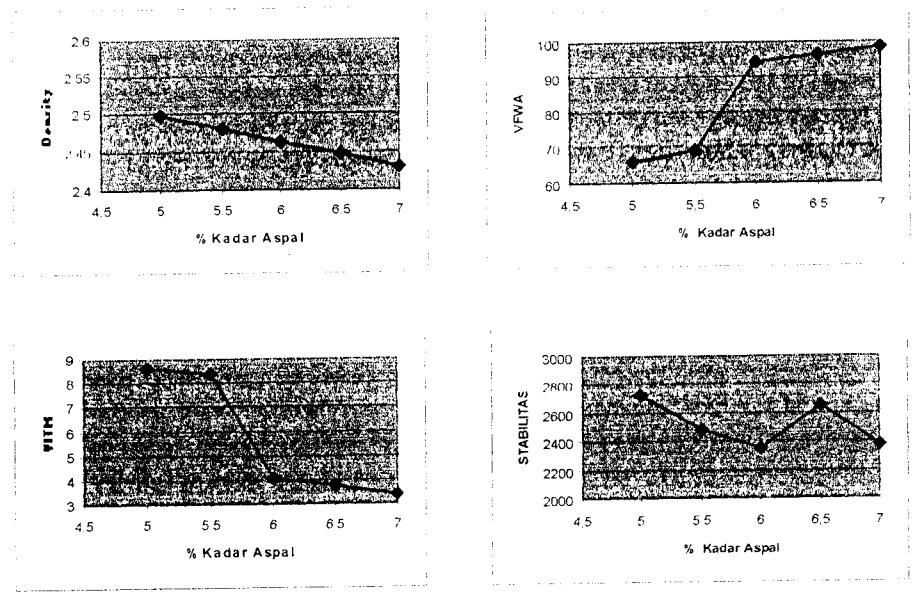 Density
2.6
2.55
2.5
2.45
2.4
4.5 5 5.5 6 6.5 7
% Kadar Aspal
VFWA
100
90
80
70
60
4,5 5 5,5 6 6,5 7
% Kadar Aspal
VITM
9
8
7
6
5
4
3
4.5 5 5.5 6 6.5 7
% Kadar Aspal
STABILITAS
3000
2800
2600
2400
2200
2000
4,5 5 5,5 6 6,5 7
% Kadar Aspal